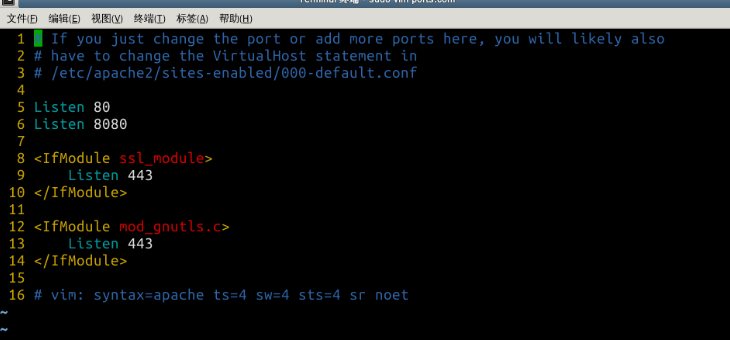 Terminal 终端 - sudo vim ports.conf
文件(F) 编辑(E) 视图(V) 终端(T) 标签(A) 帮助(H)
1 # If you just change the port or add more ports here, you will likely also
2 # have to change the VirtualHost statement in
3 # /etc/apache2/sites-enabled/000-default.conf
4
5 Listen 80
6 Listen 8080
7
8 <IfModule ssl_module>
9     Listen 443
10 </IfModule>
11
12 <IfModule mod_gnutls.c>
13     Listen 443
14 </IfModule>
15
16 # vim: syntax=apache ts=4 sw=4 sts=4 sr noet
~
~